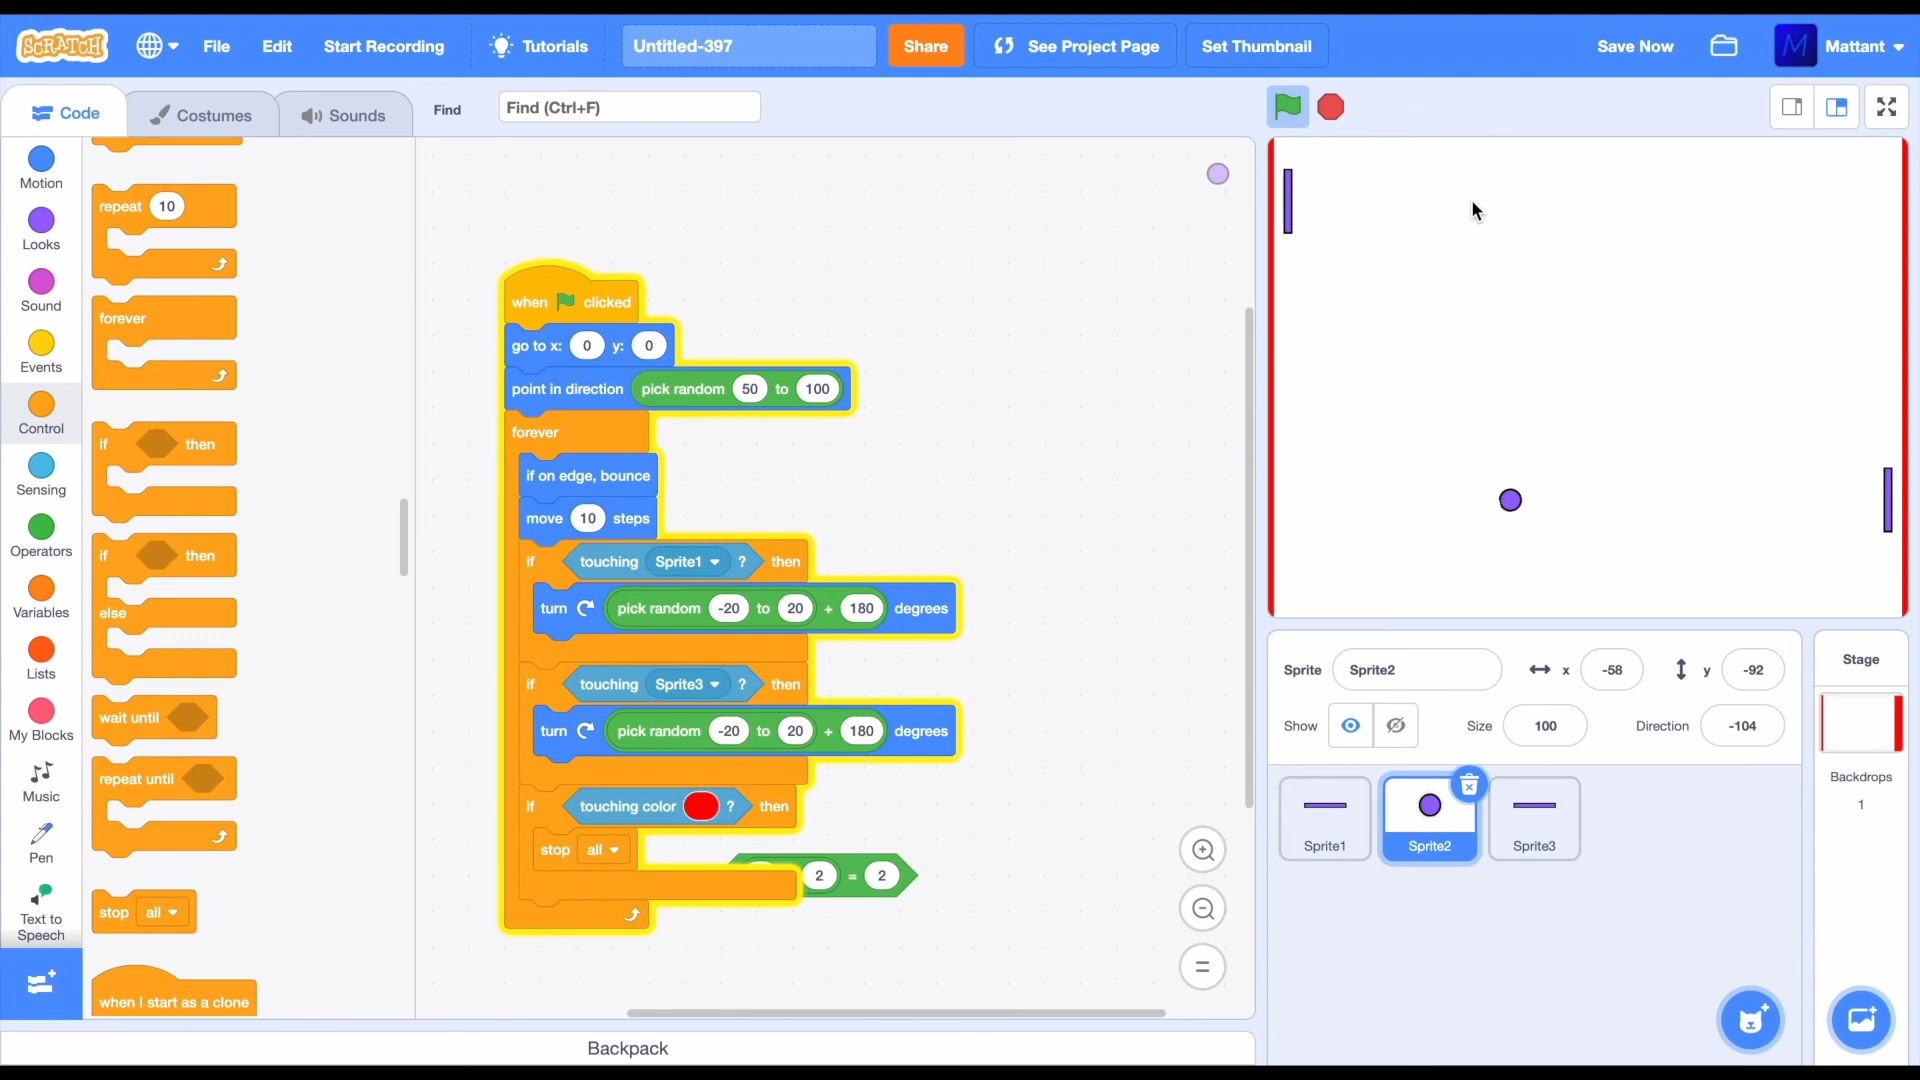 SCRATCH
File
Edit
Start Recording
Tutorials
Untitled-397
Share
See Project Page
Set Thumbnail
Save Now
Mattant
Code
Costumes
Sounds
Find
Find (Ctrl+F)
Motion
Looks
Sound
Events
Control
Sensing
Operators
Variables
Lists
My Blocks
Music
Pen
Text to
Speech
repeat 10
forever
if then
if then
else
wait until
repeat until
stop all
when I start as a clone
when clicked
go to x: 0 y: 0
point in direction pick random 50 to 100
forever
if on edge, bounce
move 10 steps
if touching Sprite1 ? then
turn pick random -20 to 20 + 180 degrees
if touching Sprite3 ? then
turn pick random -20 to 20 + 180 degrees
if touching color ? then
stop all
2 = 2
Backpack
Sprite Sprite2 x -58 y -92
Show Size 100 Direction -104
Sprite1
Sprite2
Sprite3
Stage
Backdrops
1